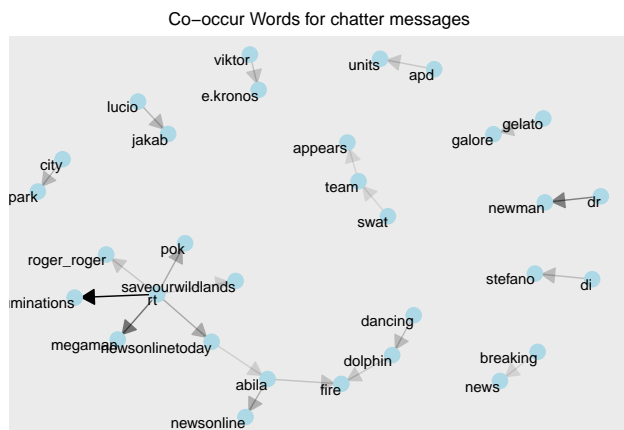 Co-occur Words for chatter messages
viktor
units
apd
e.kronos
lucio
jakab
gelato
galore
appears
city
park
team
dr
newman
swat
pok
roger_roger
stefano
di
saveourwildlands
rt
uminations
dancing
megaman
newsonlinetoday
dolphin
breaking
abila
fire
news
newsonline